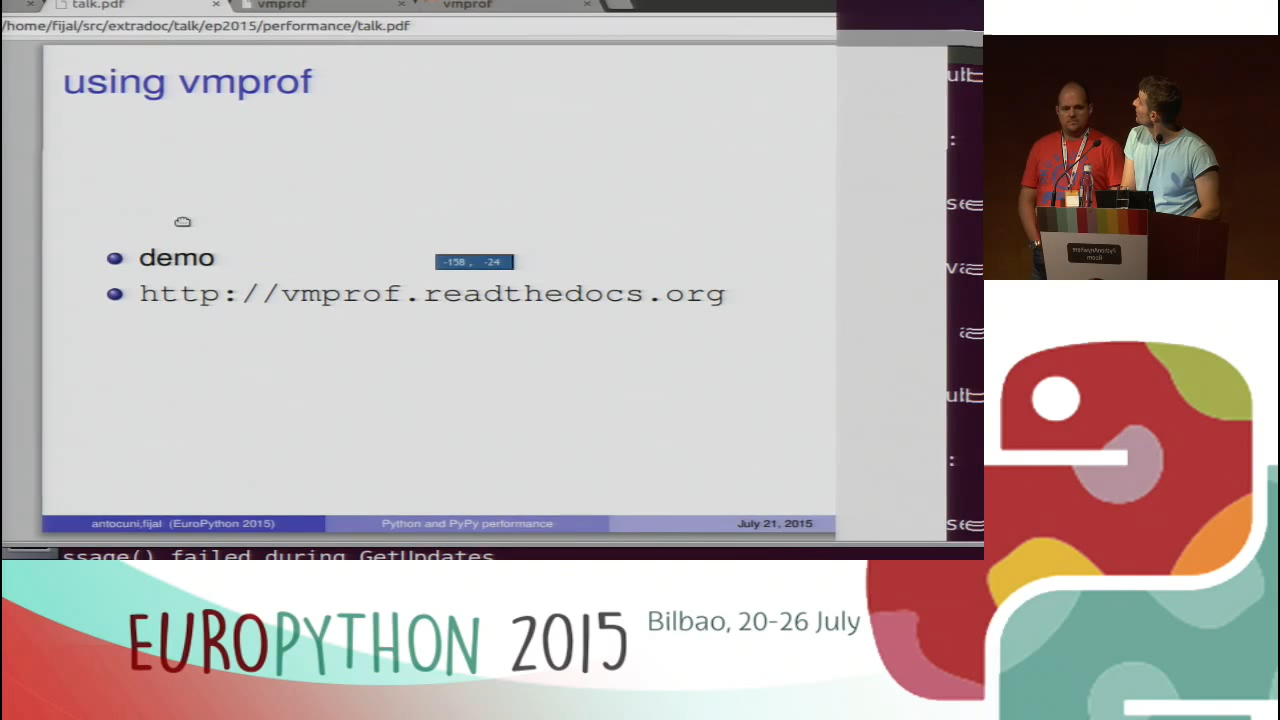 talk.pdf
vmprof
vmprof
/home/fijal/src/extradoc/talk/ep2015/performance/talk.pdf
using vmprof
demo
-158 , -24
http://vmprof.readthedocs.org
antocuni,fijal (EuroPython 2015)
Python and PyPy performance
July 21, 2015
ssage() failed during GetUpdates
EUROPYTHON 2015
Bilbao, 20-26 July